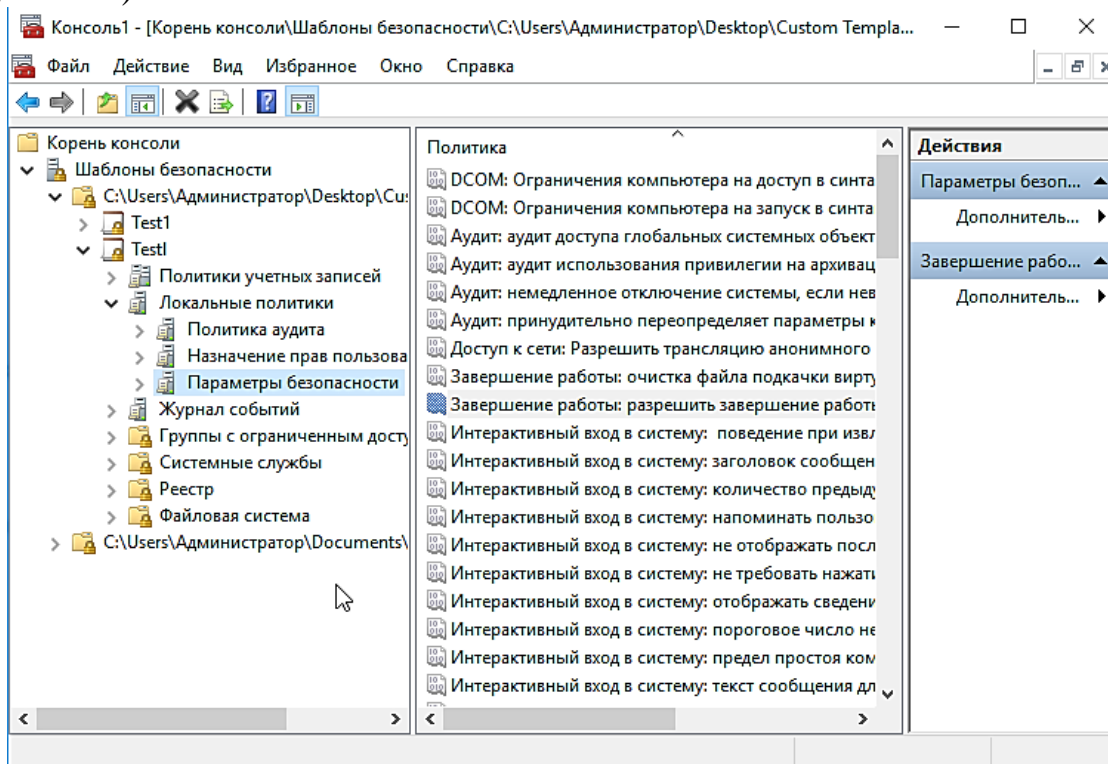 Консоль1 - [Корень консоли\Шаблоны безопасности\C:\Users\Администратор\Desktop\Custom Templa...
Файл Действие Вид Избранное Окно Справка
Корень консоли
Шаблоны безопасности
C:\Users\Администратор\Desktop\Cu
Test1
Testl
Политики учетных записей
Локальные политики
Политика аудита
Назначение прав пользова
Параметры безопасности
Журнал событий
Группы с ограниченным дост
Системные службы
Реестр
Файловая система
C:\Users\Администратор\Documents\
Политика
DCOM: Ограничения компьютера на доступ в синта
DCOM: Ограничения компьютера на запуск в синта
Аудит: аудит доступа глобальных системных объект
Аудит: аудит использования привилегии на архивац
Аудит: немедленное отключение системы, если нев
Аудит: принудительно переопределяет параметры к
Доступ к сети: Разрешить трансляцию анонимного
Завершение работы: очистка файла подкачки вирту
Завершение работы: разрешить завершение работь
Интерактивный вход в систему: поведение при извл
Интерактивный вход в систему: заголовок сообщен
Интерактивный вход в систему: количество предыд
Интерактивный вход в систему: напоминать пользо
Интерактивный вход в систему: не отображать посл
Интерактивный вход в систему: не требовать нажати
Интерактивный вход в систему: отображать сведени
Интерактивный вход в систему: пороговое число не
Интерактивный вход в систему: предел простоя ком
Интерактивный вход в систему: текст сообщения дл
Действия
Параметры безоп...
Дополнитель...
Завершение рабо...
Дополнитель...